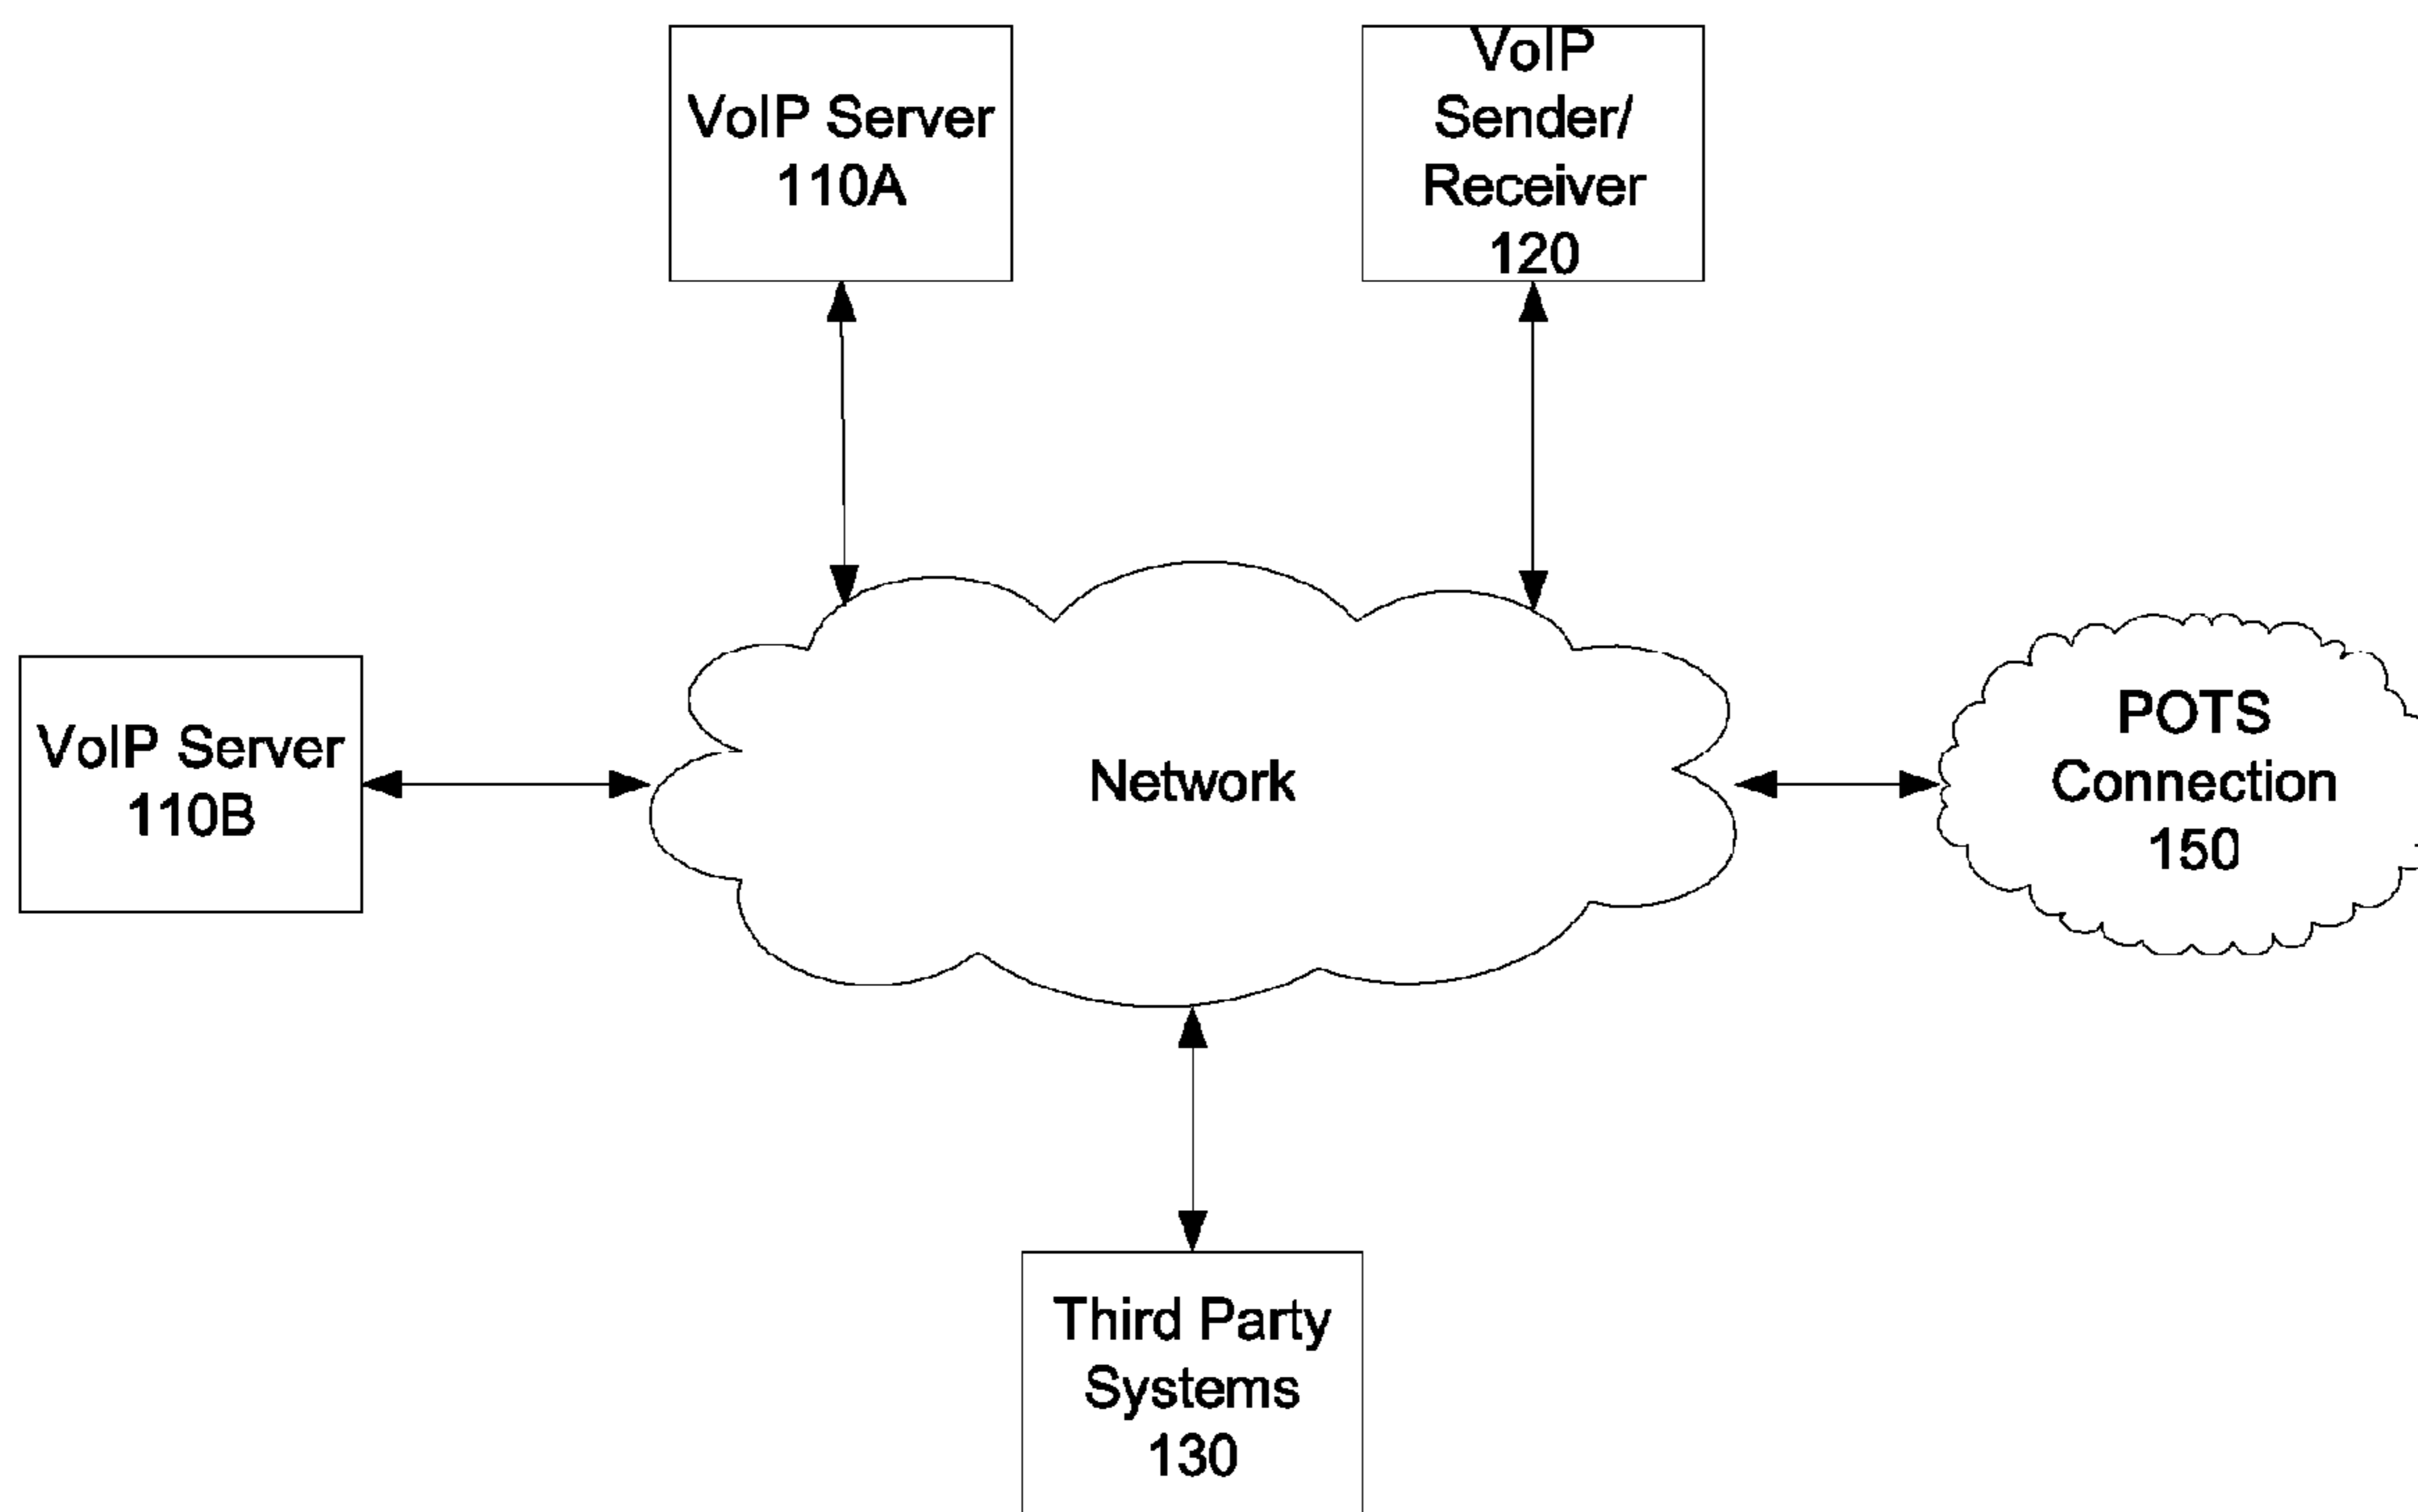 VoIP Server
110A
VoIP
Sender/
Receiver
120
VoIP Server
110B
Network
POTS
Connection
150
Third Party
Systems
130